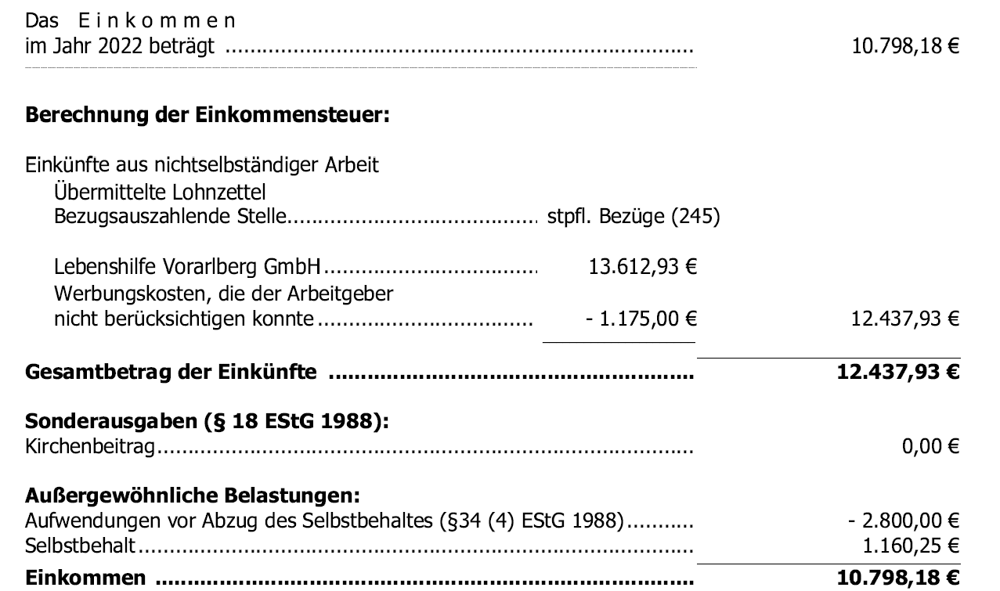 Das E i n k o m m e n
im Jahr 2022 beträgt ........................................................................... 10.798,18 €
Berechnung der Einkommensteuer:
Einkünfte aus nichtselbständiger Arbeit
Übermittelte Lohnzettel
Bezugsauszahlende Stelle........................................ stpfl. Bezüge (245)
Lebenshilfe Vorarlberg GmbH.................................. 13.612,93 €
Werbungskosten, die der Arbeitgeber
nicht berücksichtigen konnte.................................. - 1.175,00 € 12.437,93 €
Gesamtbetrag der Einkünfte ........................................................ 12.437,93 €
Sonderausgaben (§ 18 EStG 1988):
Kirchenbeitrag...................................................................................... 0,00 €
Außergewöhnliche Belastungen:
Aufwendungen vor Abzug des Selbstbehaltes (§34 (4) EStG 1988)........... - 2.800,00 €
Selbstbehalt......................................................................................... 1.160,25 €
Einkommen ................................................................................... 10.798,18 €